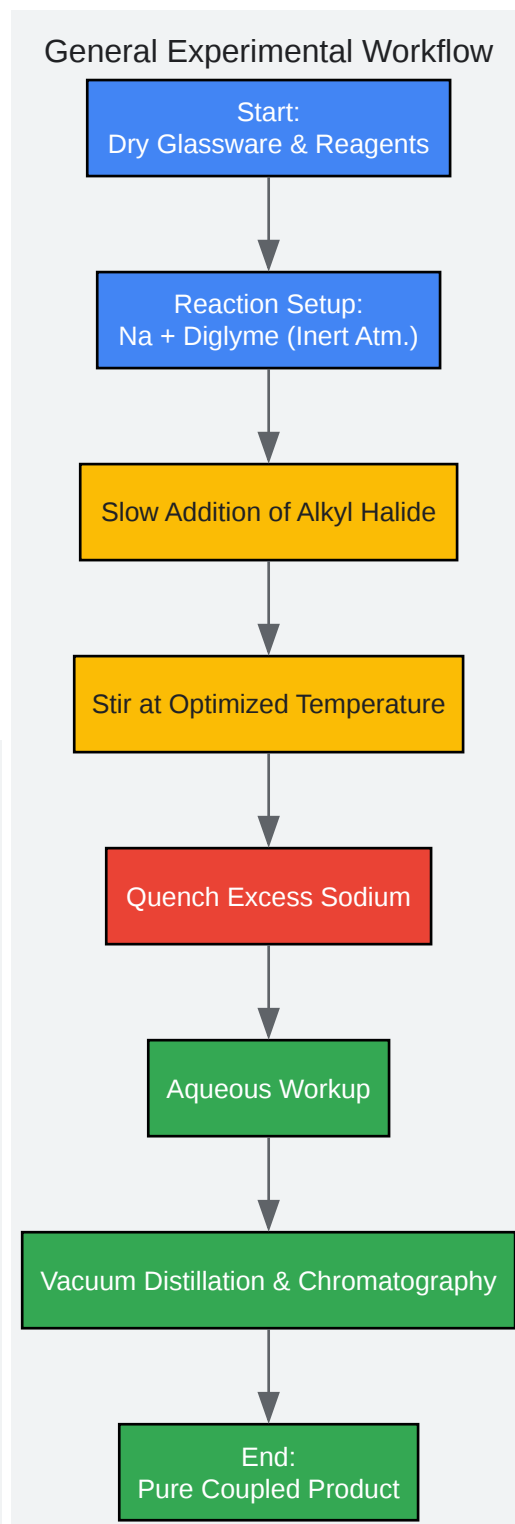 General Experimental Workflow
Start:
Dry Glassware & Reagents
Reaction Setup:
Na + Diglyme (Inert Atm.)
Slow Addition of Alkyl Halide
Stir at Optimized Temperature
Quench Excess Sodium
Aqueous Workup
Vacuum Distillation & Chromatography
End:
Pure Coupled Product